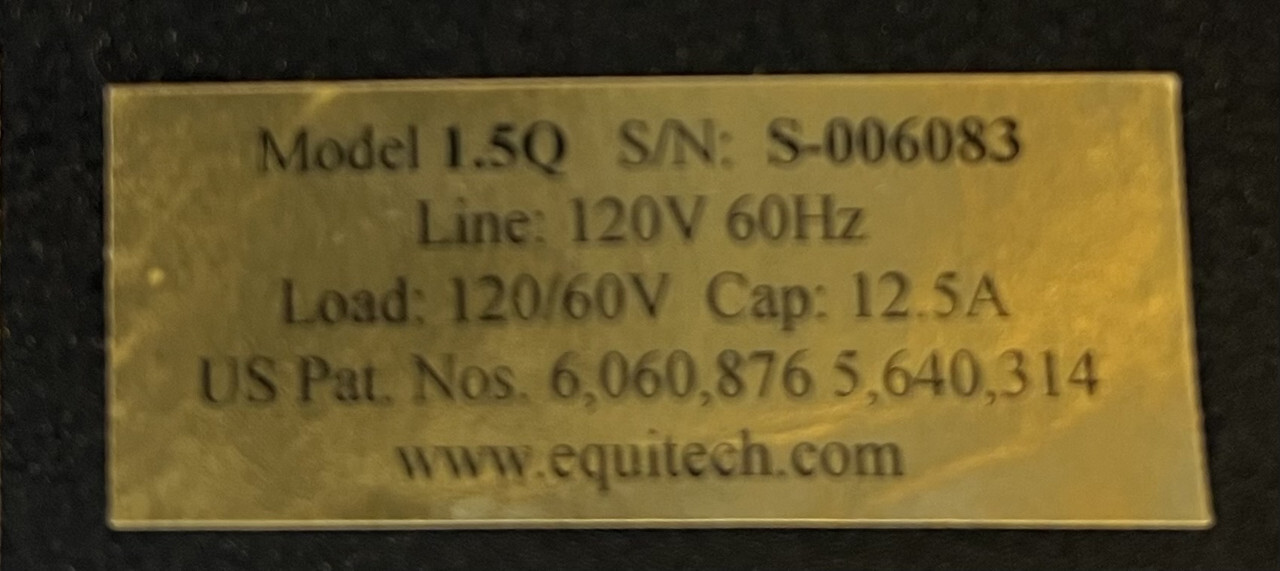 Model 1.5Q S/N: S-006083
Line: 120V 60Hz
Load: 120/60V Cap: 12.5A
US Pat. Nos. 6,060,876 5,640,314
www.equitech.com